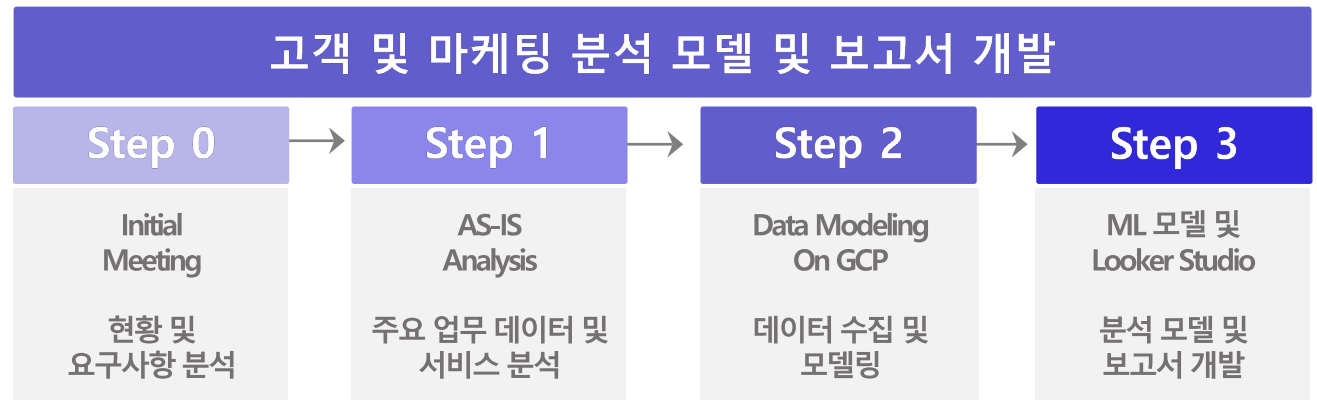 고객 및 마케팅 분석 모델 및 보고서 개발
Step 0
Step 1
Step 2
Step 3
Initial
Meeting
현황 및
요구사항 분석
AS-IS
Analysis
주요 업무 데이터 및
서비스 분석
Data Modeling
On GCP
데이터 수집 및
모델링
ML 모델 및
Looker Studio
분석 모델 및
보고서 개발